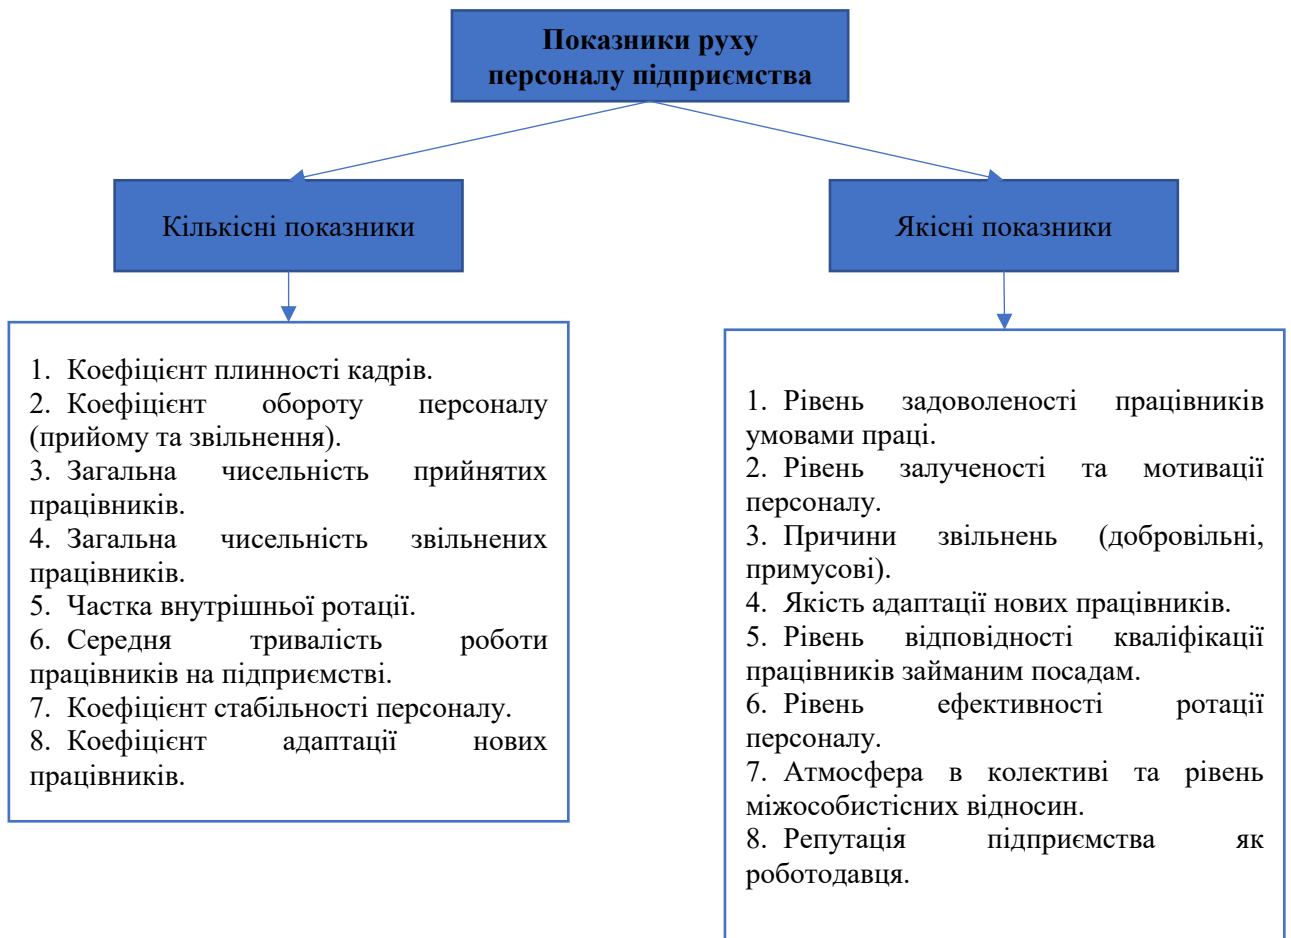 Показники руху
персоналу підприємства
Кількісні показники
Якісні показники
1. Коефіцієнт плинності кадрів.
2. Коефіцієнт обороту персоналу
(прийому та звільнення).
3. Загальна чисельність прийнятих
працівників.
4. Загальна чисельність звільнених
працівників.
5. Частка внутрішньої ротації.
6. Середня тривалість роботи
працівників на підприємстві.
7. Коефіцієнт стабільності персоналу.
8. Коефіцієнт адаптації нових
працівників.
1. Рівень задоволеності працівників
умовами праці.
2. Рівень залученості та мотивації
персоналу.
3. Причини звільнень (добровільні,
примусові).
4. Якість адаптації нових працівників.
5. Рівень відповідності кваліфікації
працівників займаним посадам.
6. Рівень ефективності ротації
персоналу.
7. Атмосфера в колективі та рівень
міжособистісних відносин.
8. Репутація підприємства як
роботодавця.